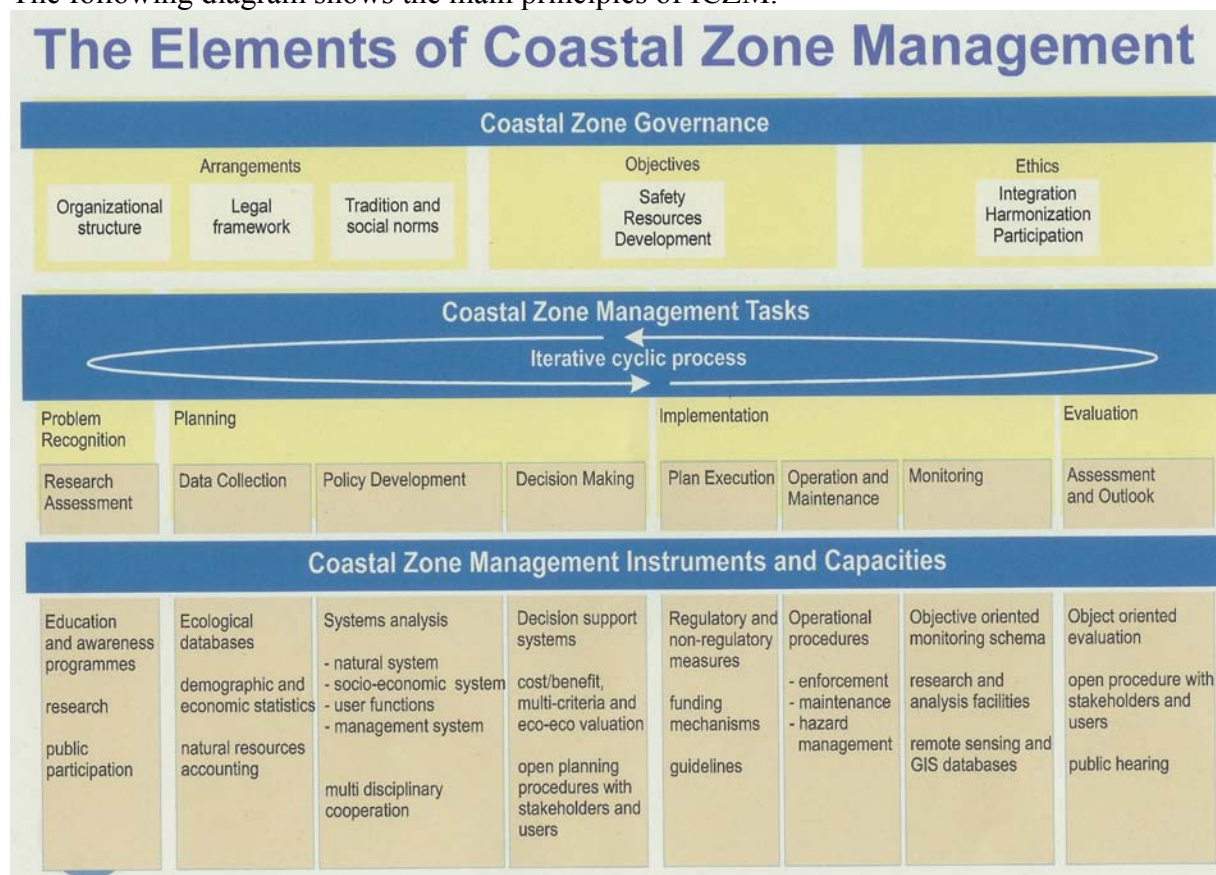 The following diagram shows the main principles of ICZM:
The Elements of Coastal Zone Management
Coastal Zone Governance
Arrangements
Organizational
structure
Legal
framework
Tradition and
social norms
Objectives
Safety
Resources
Development
Ethics
Integration
Harmonization
Participation
Coastal Zone Management Tasks
Iterative cyclic process
Problem
Recognition
Planning
Implementation
Evaluation
Research
Assessment
Data Collection
Policy Development
Decision Making
Plan Execution
Operation and
Maintenance
Monitoring
Assessment
and Outlook
Coastal Zone Management Instruments and Capacities
Education
and awareness
programmes
research
public
participation
Ecological
databases
demographic and
economic statistics
natural resources
accounting
Systems analysis
- natural system
- socio-economic system
- user functions
- management system
multi disciplinary
cooperation
Decision support
systems
cost/benefit,
multi-criteria and
eco-eco valuation
open planning
procedures with
stakeholders and
users
Regulatory and
non-regulatory
measures
funding
mechanisms
guidelines
Operational
procedures
- enforcement
- maintenance
- hazard
management
Objective oriented
monitoring schema
research and
analysis facilities
remote sensing and
GIS databases
Object oriented
evaluation
open procedure with
stakeholders and
users
public hearing